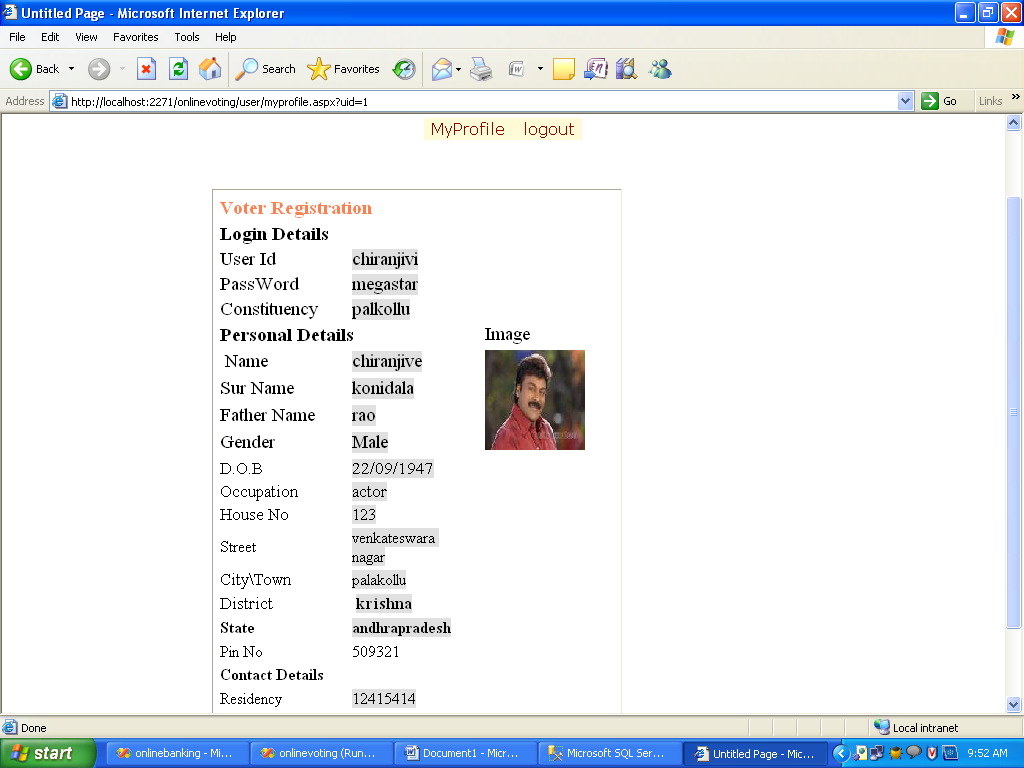 Untitled Page - Microsoft Internet Explorer
File Edit View Favorites Tools Help
Back Search Favorites
Address http://localhost:2271/onlinevoting/user/myprofile.aspx?uid=1 Go Links »
MyProfile logout
Voter Registration
Login Details
User Id chiranjivi
PassWord megastar
Constituency palkollu
Personal Details Image
Name chiranjive
Sur Name konidala
Father Name rao
Gender Male
D.O.B 22/09/1947
Occupation actor
House No 123
Street venkateswara
nagar
City\Town palakollu
District krishna
State andhrapradesh
Pin No 509321
Contact Details
Residency 12415414
Done Local intranet
start onlinebanking - Mi... onlinevoting (Run... Document1 - Micr... Microsoft SQL Ser... Untitled Page - Mic... 9:52 AM